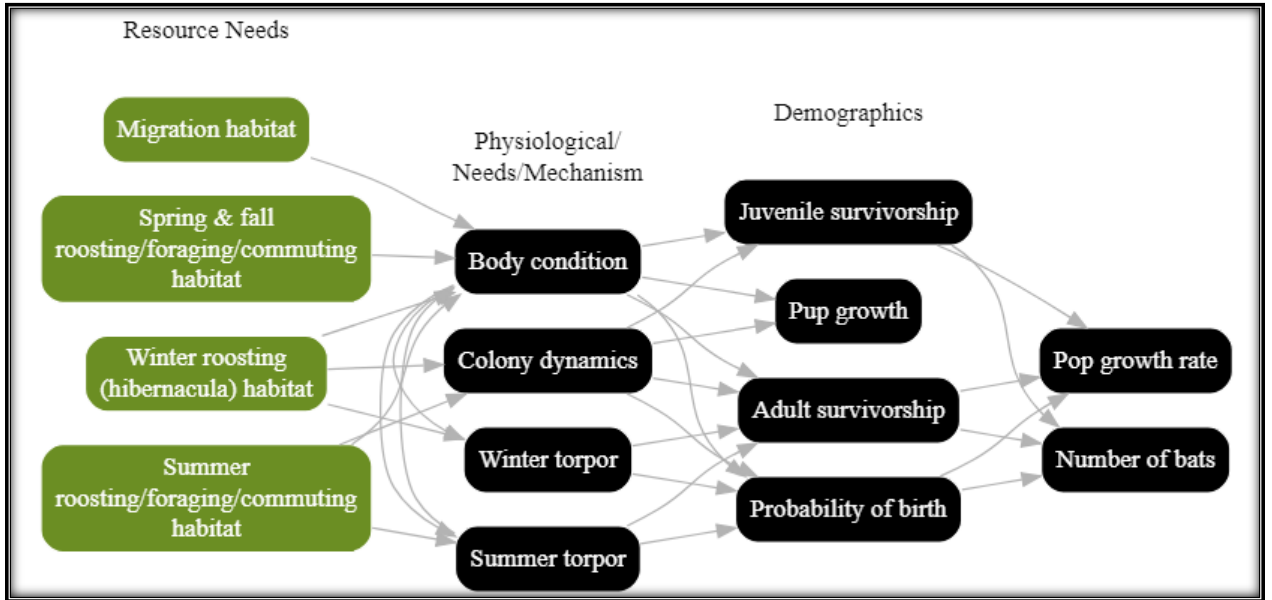 Resource Needs
Migration habitat
Spring & fall
roosting/foraging/commuting
habitat
Winter roosting
(hibernacula) habitat
Summer
roosting/foraging/commuting
habitat
Physiological/
Needs/Mechanism
Body condition
Colony dynamics
Winter torpor
Summer torpor
Demographics
Juvenile survivorship
Pup growth
Adult survivorship
Probability of birth
Pop growth rate
Number of bats